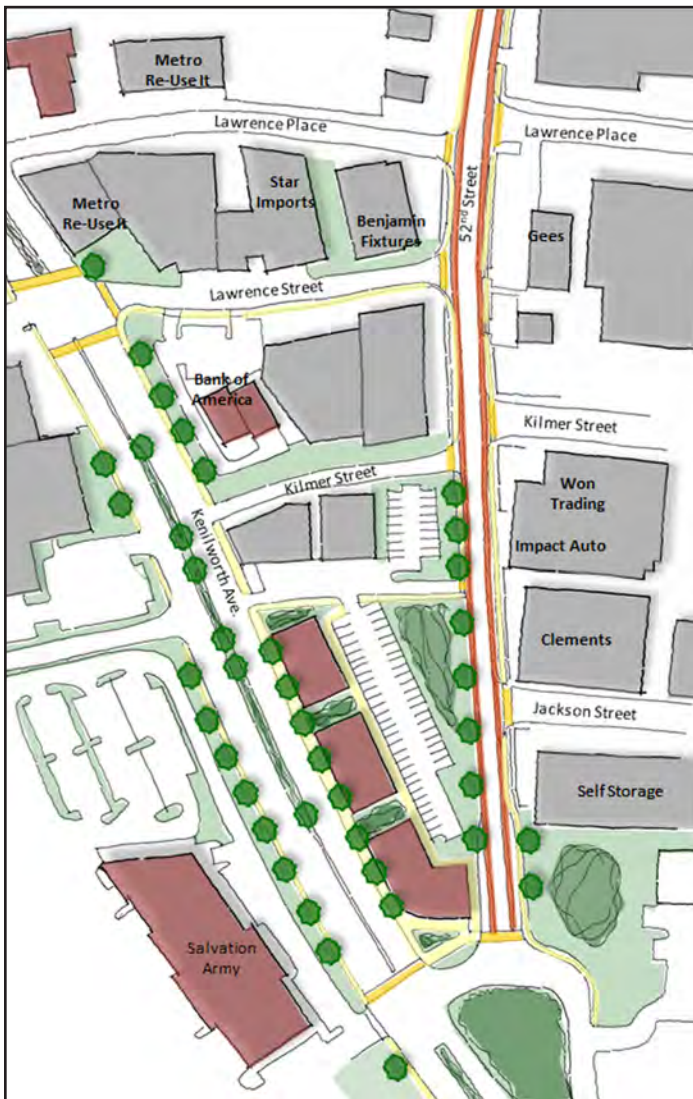 Metro
Re-Use It
Lawrence Place
Lawrence Place
Star
Imports
Metro
Re-Use It
Benjamin
Fixtures
52nd Street
Gees
Lawrence Street
Bank of
America
Kilmer Street
Kilmer Street
Won
Trading
Impact Auto
Kenilworth Ave.
Clements
Jackson Street
Self Storage
Salvation
Army